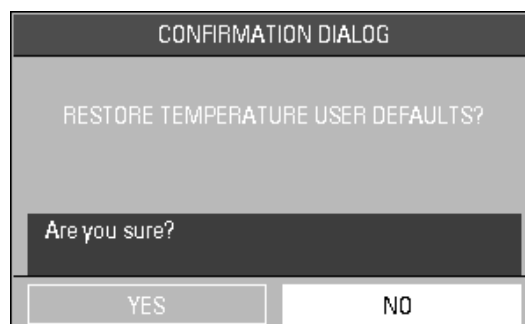 CONFIRMATION DIALOG
RESTORE TEMPERATURE USER DEFAULTS?
Are you sure?
YES NO